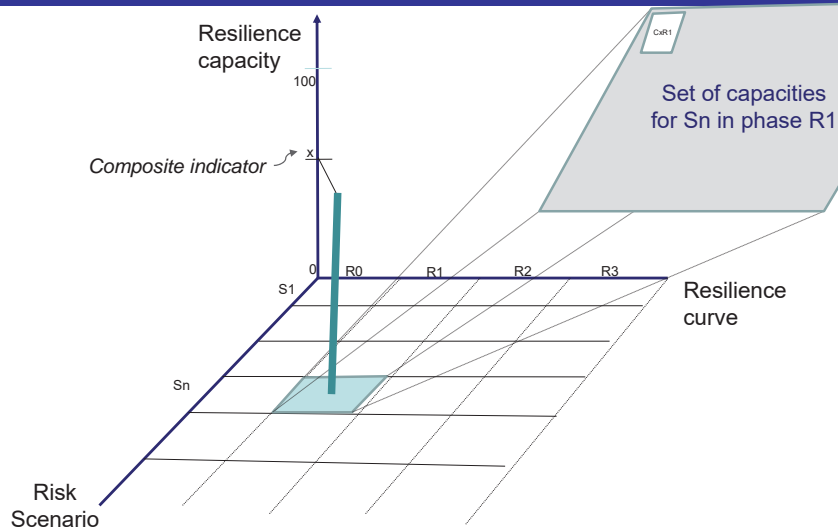 Resilience
capacity
CxR1
100
Set of capacities
for Sn in phase R1
x
Composite indicator
0
R0
R1
R2
R3
S1
Resilience
curve
Sn
Risk
Scenario